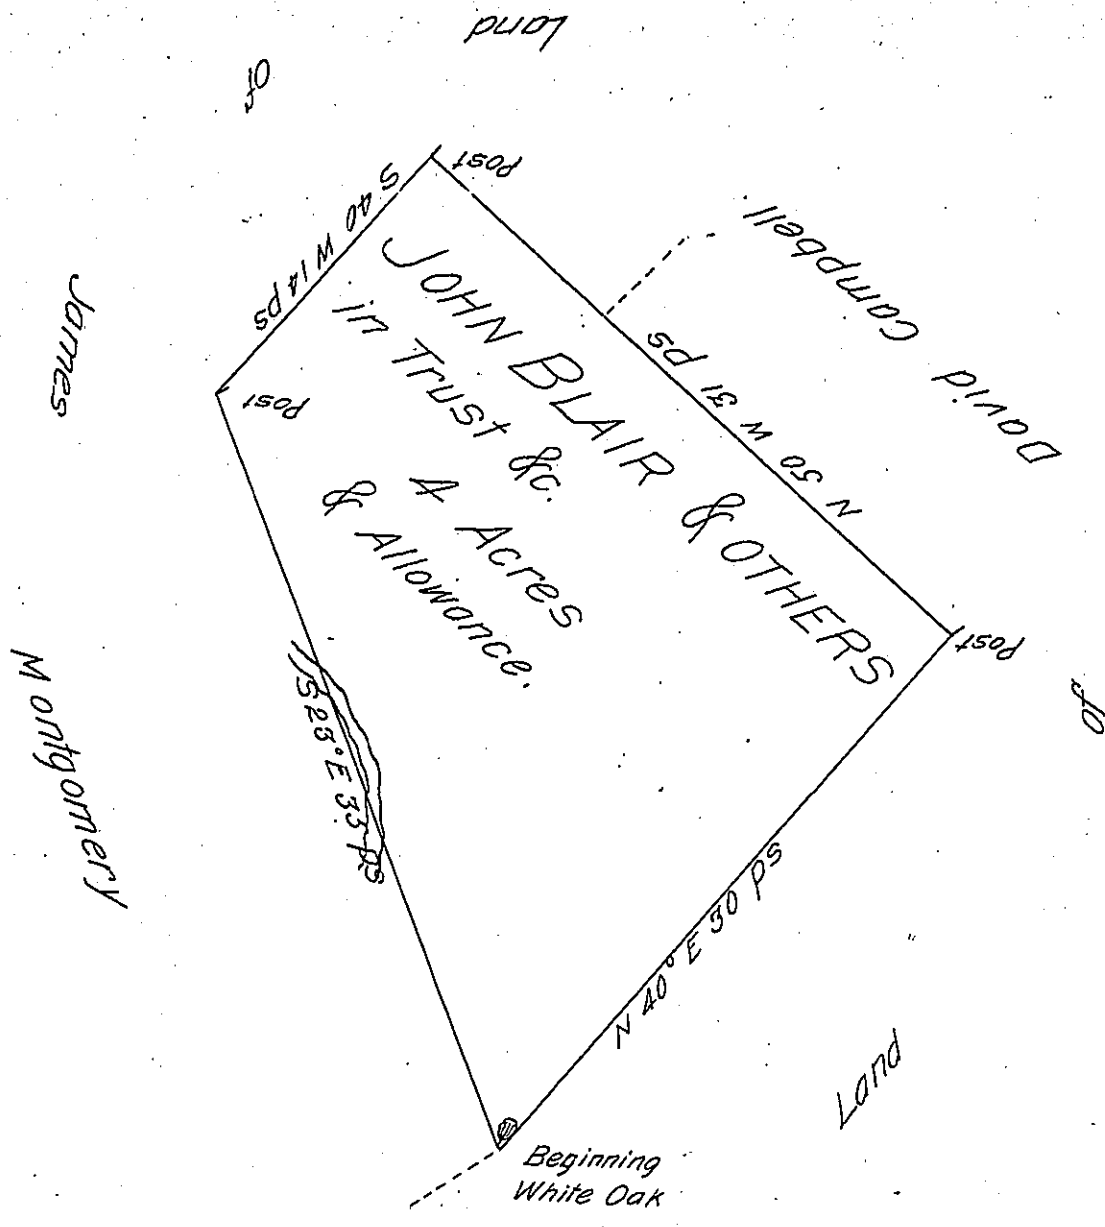 Land
of
James
Montgomery
David Campbell
of
Land
Post
S 40 W 14 ps
Post
N 50 W 31 ps
Post
N 40° E 30 ps
S 23° E 33 ps
JOHN BLAIR & OTHERS
in Trust &c.
4 Acres
& Allowance.
Beginning
White Oak